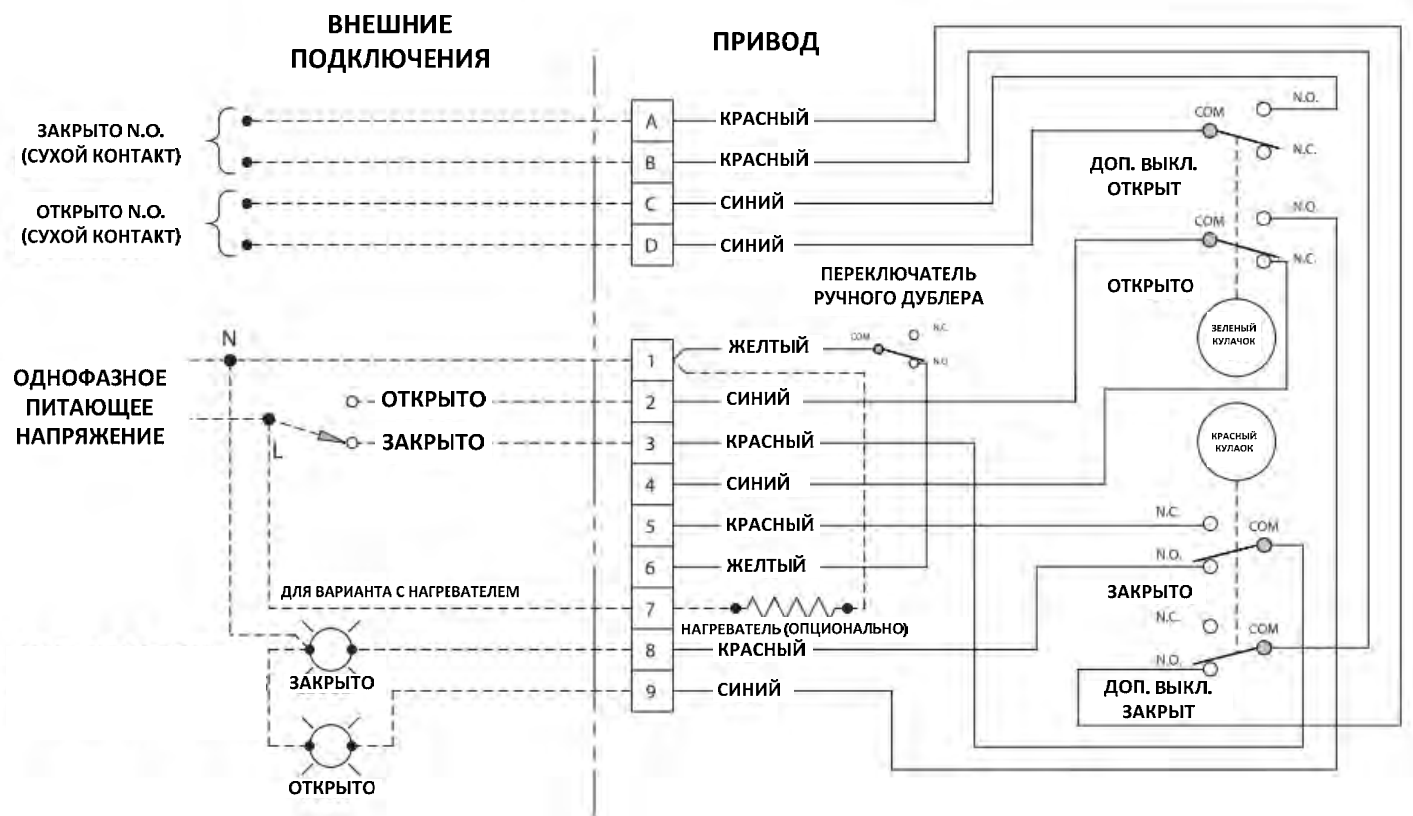 ВНЕШНИЕ
ПОДКЛЮЧЕНИЯ
ПРИВОД
ЗАКРЫТО N.O.
(СУХОЙ КОНТАКТ)
ОТКРЫТО N.O.
(СУХОЙ КОНТАКТ)
A КРАСНЫЙ
B КРАСНЫЙ
C СИНИЙ
D СИНИЙ
COM
N.O.
N.C.
ДОП. ВЫКЛ.
ОТКРЫТ
COM
N.O.
N.C.
ОТКРЫТО
ПЕРЕКЛЮЧАТЕЛЬ
РУЧНОГО ДУБЛЕРА
COM
N.C.
N.O.
ЗЕЛЕНЫЙ
КУЛАЧОК
КРАСНЫЙ
КУЛАОК
N
L
ОДНОФАЗНОЕ
ПИТАЮЩЕЕ
НАПРЯЖЕНИЕ
ОТКРЫТО
ЗАКРЫТО
1 ЖЕЛТЫЙ
2 СИНИЙ
3 КРАСНЫЙ
4 СИНИЙ
5 КРАСНЫЙ
6 ЖЕЛТЫЙ
ДЛЯ ВАРИАНТА С НАГРЕВАТЕЛЕМ
7
НАГРЕВАТЕЛЬ (ОПЦИОНАЛЬНО)
8 КРАСНЫЙ
9 СИНИЙ
ЗАКРЫТО
ОТКРЫТО
N.C.
COM
N.O.
ЗАКРЫТО
N.C.
COM
N.O.
ДОП. ВЫКЛ.
ЗАКРЫТ